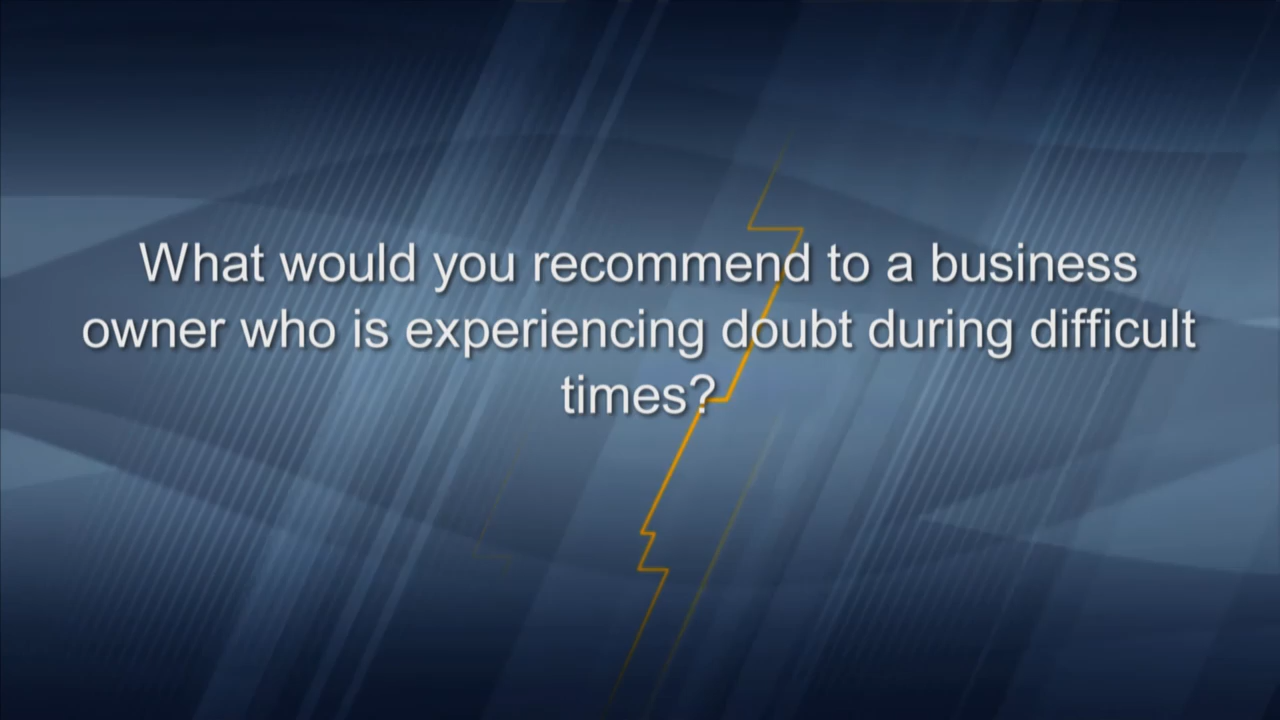 What would you recommend to a business
owner who is experiencing doubt during difficult
times?